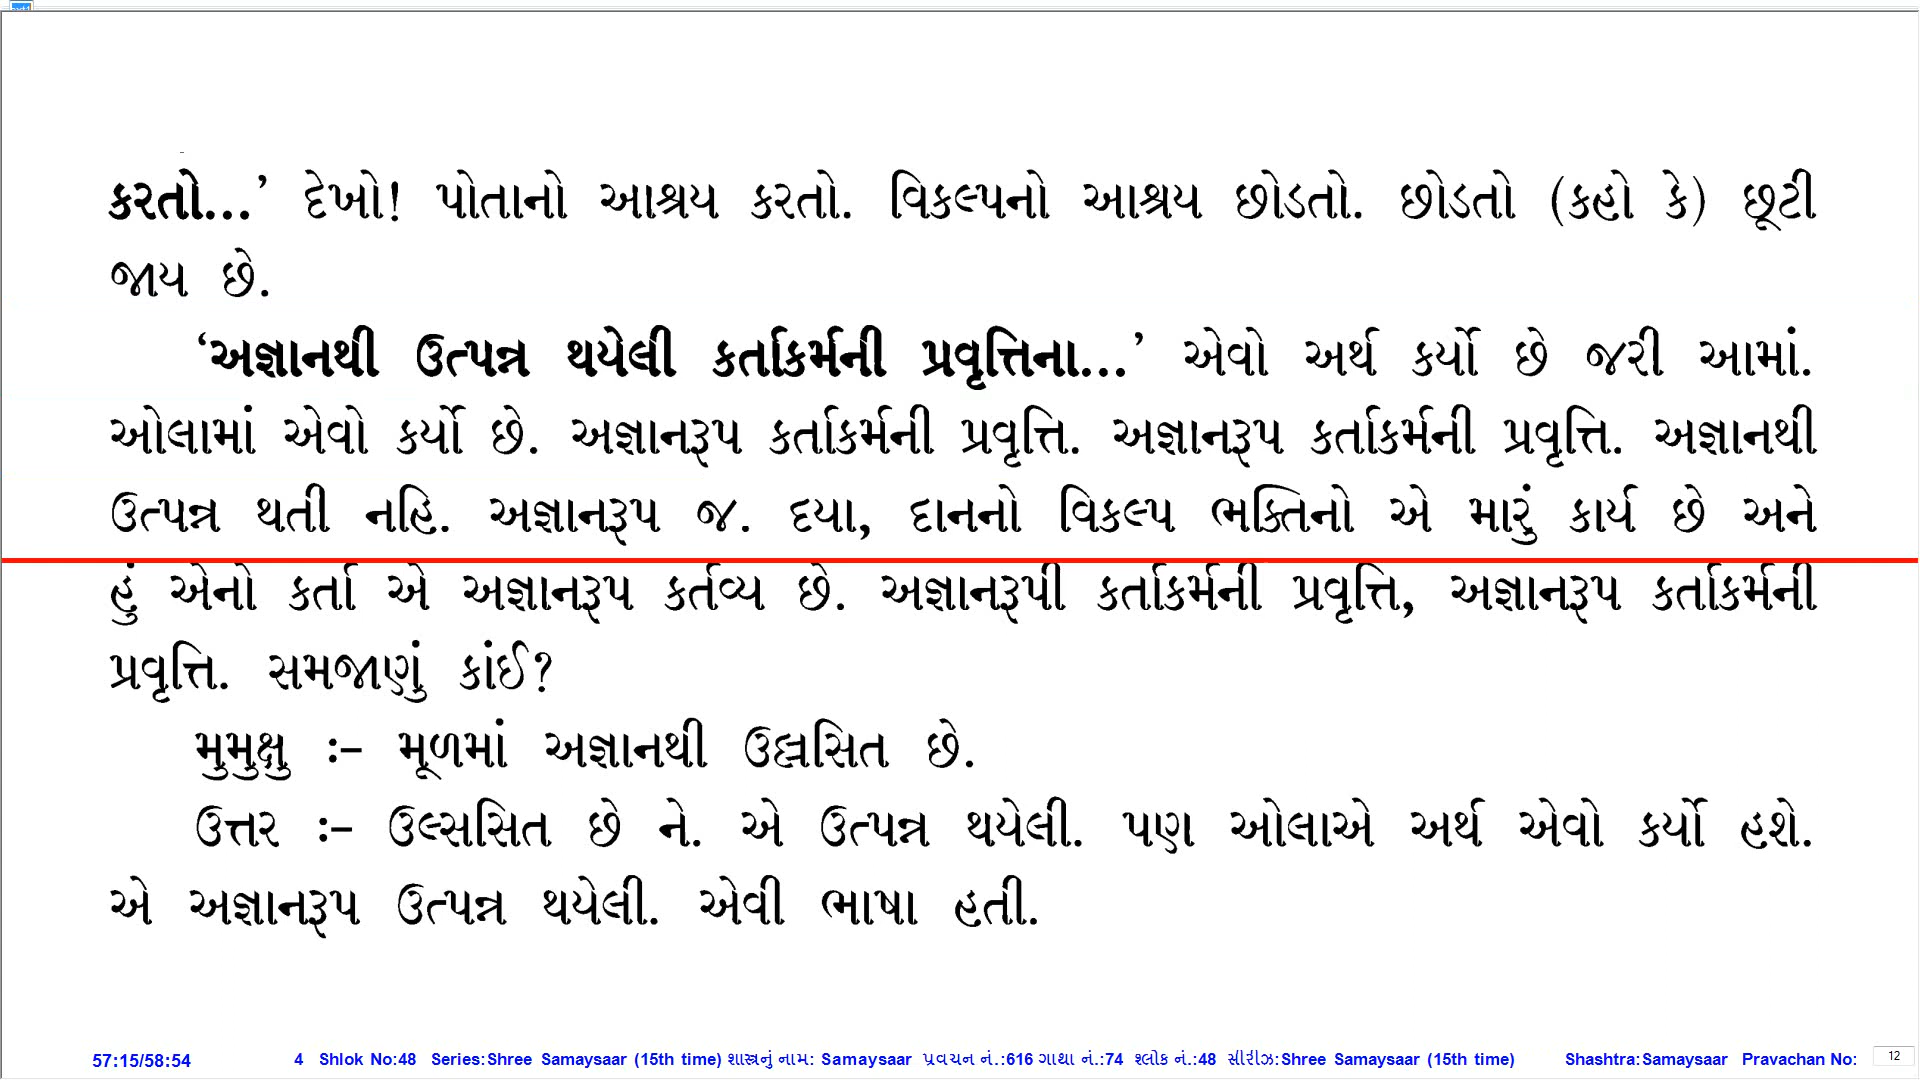 કરતો...’ દેખો! પોતાનો આશ્રય કરતો. વિકલ્પનો આશ્રય છોડતો. છોડતો (કહો કે) છૂટી
જાય છે.
‘અજ્ઞાનથી ઉત્પન્ન થયેલી કર્તાકર્મની પ્રવૃત્તિના...’ એવો અર્થ કર્યો છે જરી આમાં.
ઓલામાં એવો કર્યો છે. અજ્ઞાનરૂપ કર્તાકર્મની પ્રવૃત્તિ. અજ્ઞાનરૂપ કર્તાકર્મની પ્રવૃત્તિ. અજ્ઞાનથી
ઉત્પન્ન થતી નહિ. અજ્ઞાનરૂપ જ. દયા, દાનનો વિકલ્પ ભક્તિનો એ મારું કાર્ય છે અને
હું એનો કર્તા એ અજ્ઞાનરૂપ કર્તવ્ય છે. અજ્ઞાનરૂપી કર્તાકર્મની પ્રવૃત્તિ, અજ્ઞાનરૂપ કર્તાકર્મની
પ્રવૃત્તિ. સમજાણું કાંઈ?
મુમુક્ષુ :– મૂળમાં અજ્ઞાનથી ઉલ્લસિત છે.
ઉત્તર :– ઉલ્સસિત છે ને. એ ઉત્પન્ન થયેલી. પણ ઓલાએ અર્થ એવો કર્યો હશે.
એ અજ્ઞાનરૂપ ઉત્પન્ન થયેલી. એવી ભાષા હતી.
57:15/58:54 4 Shlok No:48 Series:Shree Samaysaar (15th time) શાસ્ત્રનું નામ: Samaysaar પ્રવચન નં.:616 ગાથા નં.:74 શ્લોક નં.:48 સીરીઝ:Shree Samaysaar (15th time) Shashtra:Samaysaar Pravachan No: 12